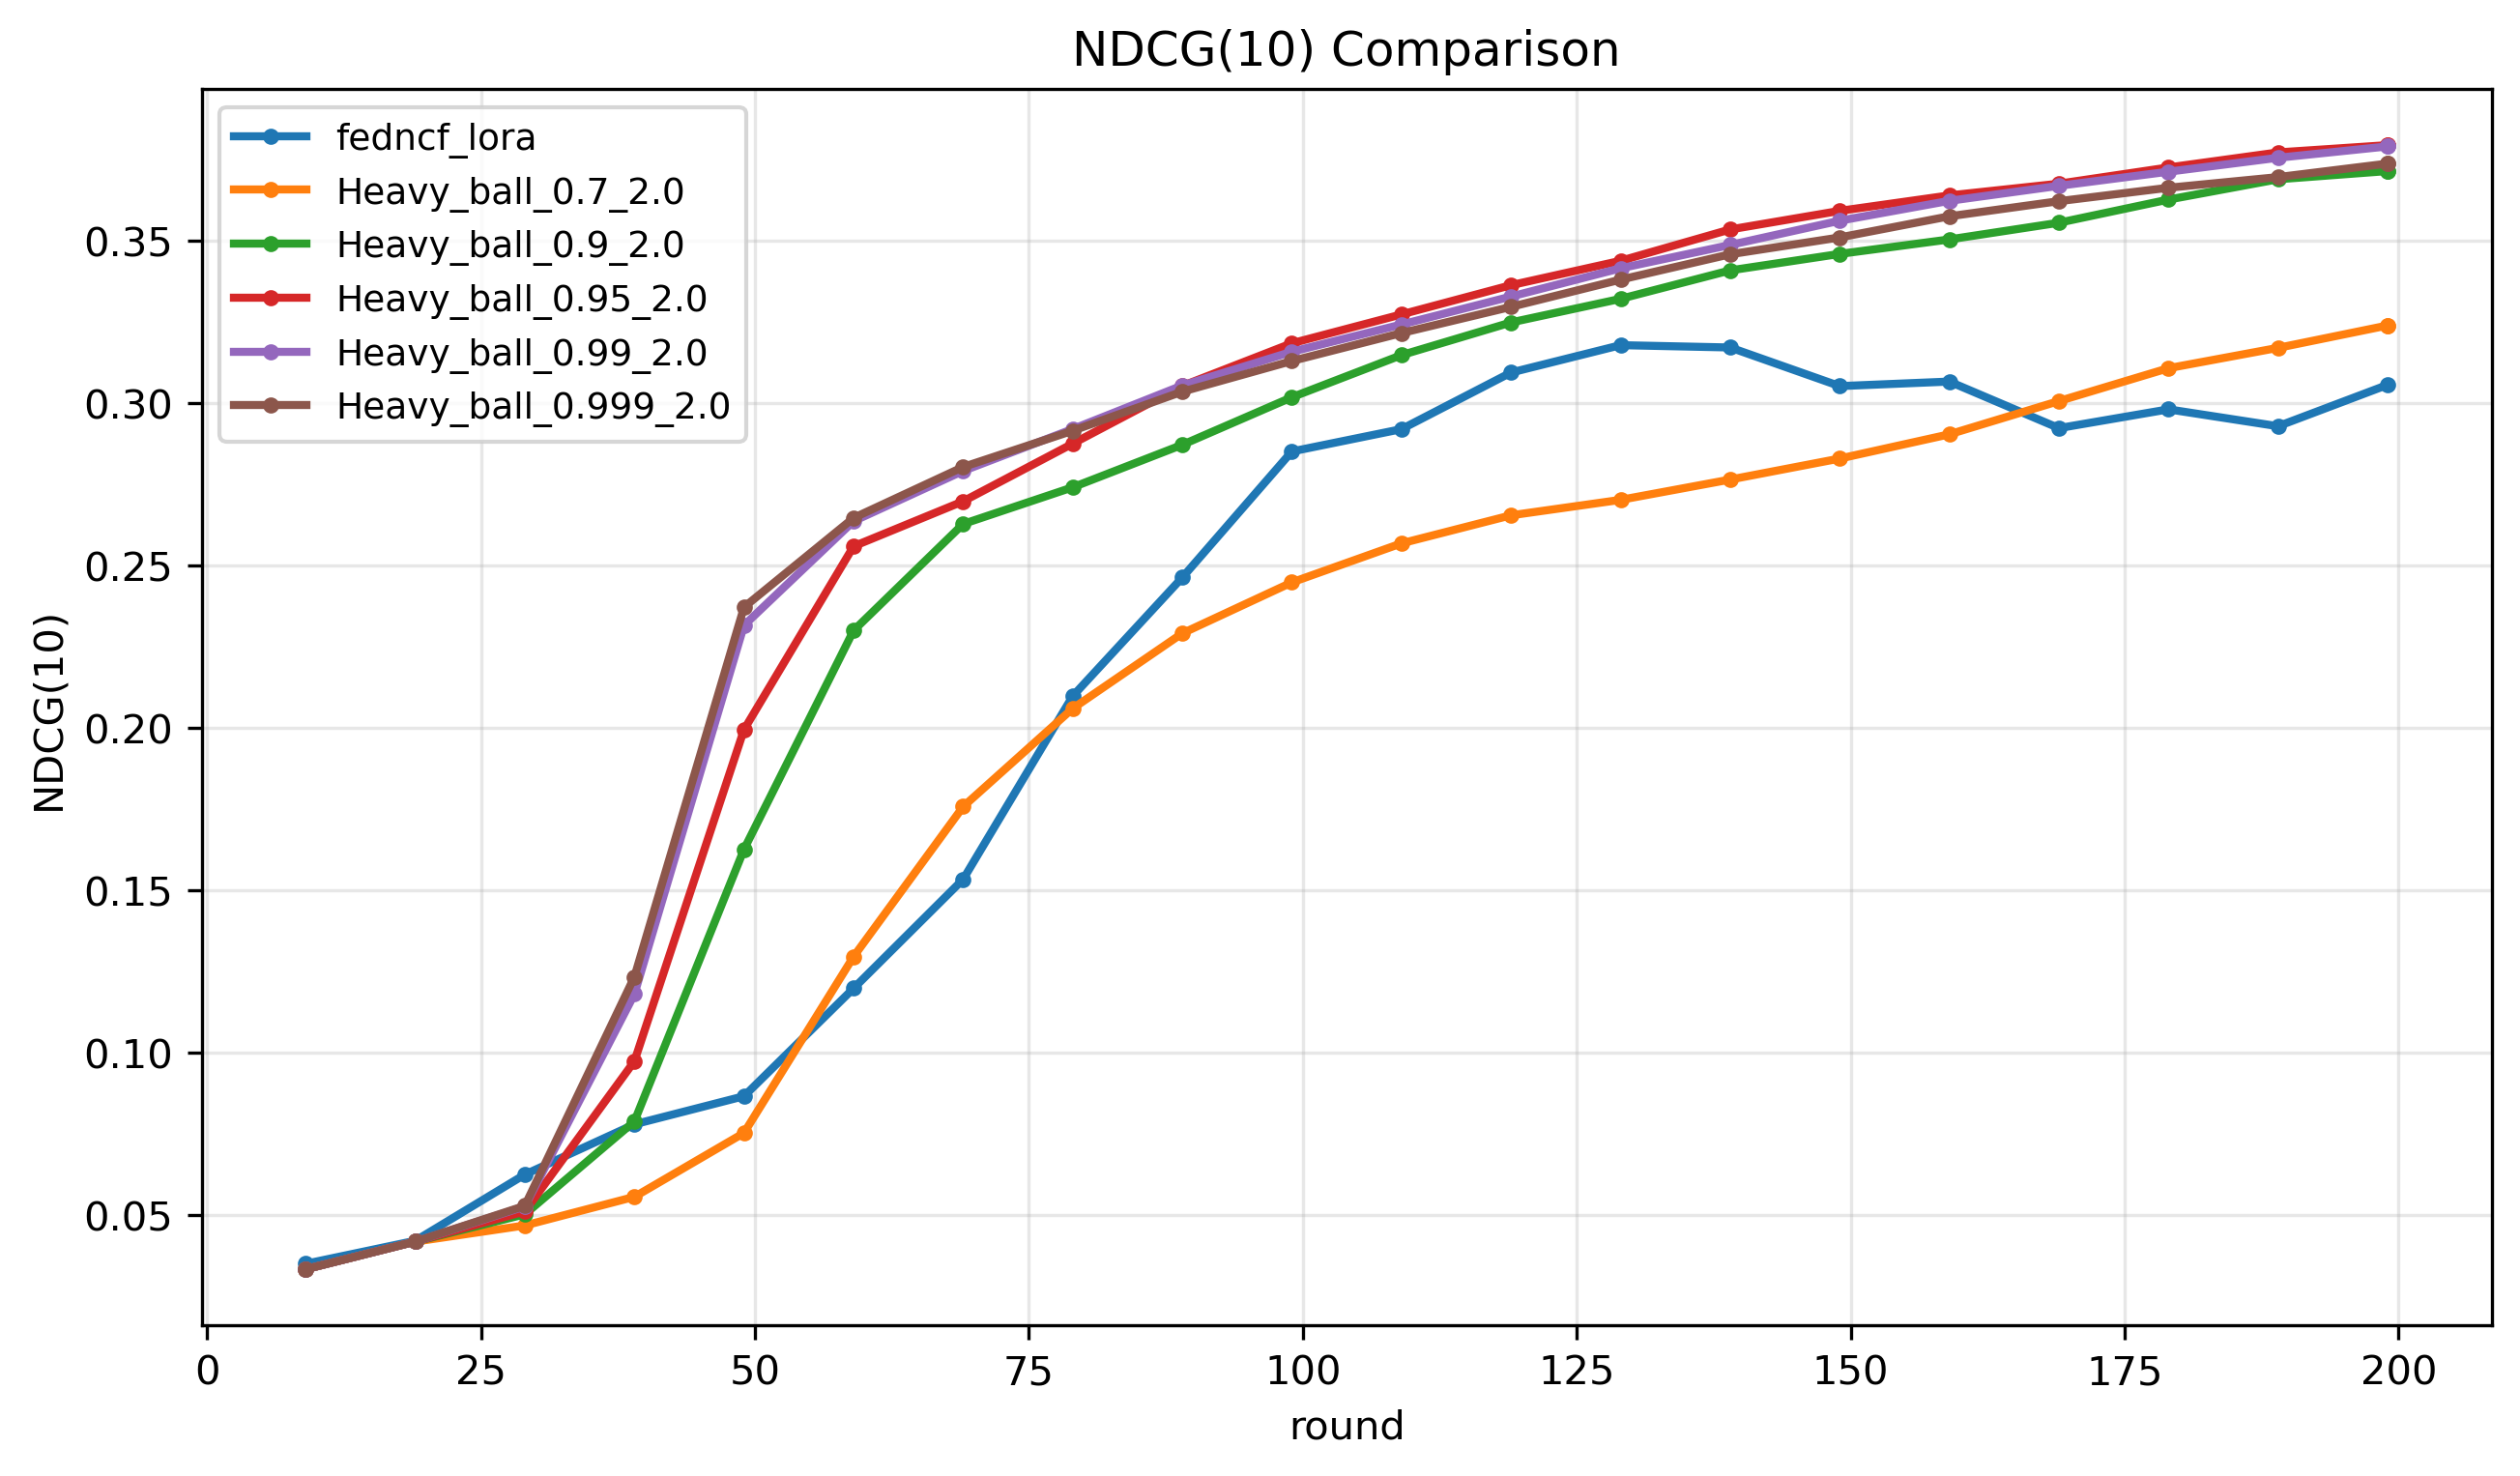 NDCG(10) Comparison
fedncf_lora
Heavy_ball_0.7_2.0
Heavy_ball_0.9_2.0
Heavy_ball_0.95_2.0
Heavy_ball_0.99_2.0
Heavy_ball_0.999_2.0
NDCG(10)
0.35
0.30
0.25
0.20
0.15
0.10
0.05
0 25 50 75 100 125 150 175 200
round